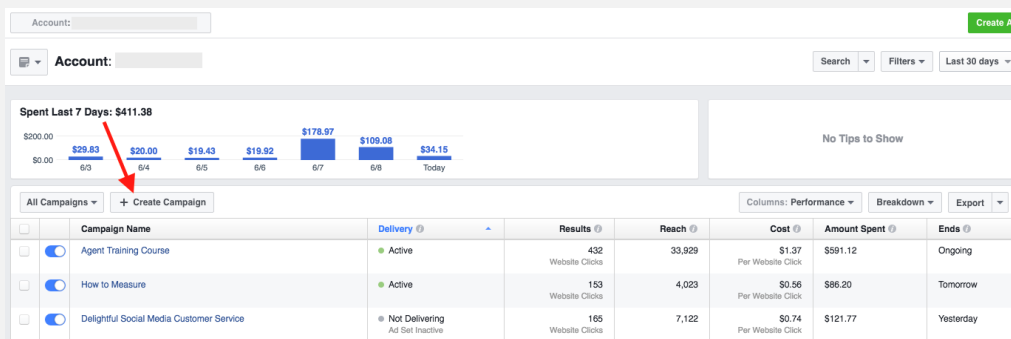 Account:
Create A
Account:
Search
Filters
Last 30 days
Spent Last 7 Days: $411.38
$200.00
$0.00
$29.83
$20.00
$19.43
$19.92
$178.97
$109.08
$34.15
6/3
6/4
6/5
6/6
6/7
6/8
Today
No Tips to Show
All Campaigns
+ Create Campaign
Columns: Performance
Breakdown
Export
Campaign Name Delivery Results Reach Cost Amount Spent Ends
Agent Training Course Active 432 33,929 $1.37 $591.12 Ongoing
Website Clicks Per Website Click
How to Measure Active 153 4,023 $0.56 $86.20 Tomorrow
Website Clicks Per Website Click
Delightful Social Media Customer Service Not Delivering 165 7,122 $0.74 $121.77 Yesterday
Ad Set Inactive Website Clicks Per Website Click